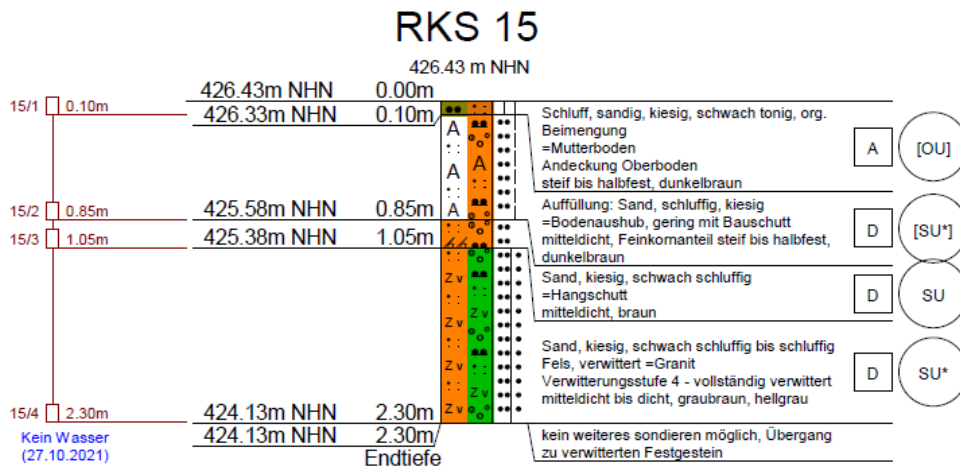 RKS 15
426.43 m NHN
426.43m NHN 0.00m
15/1 0.10m
426.33m NHN 0.10m
Schluff, sandig, kiesig, schwach tonig, org.
Beimengung
=Mutterboden
Andeckung Oberboden
steif bis halbfest, dunkelbraun
A [OU]
15/2 0.85m
425.58m NHN 0.85m
Auffüllung: Sand, schluffig, kiesig
=Bodenaushub, gering mit Bauschutt
mitteldicht, Feinkornanteil steif bis halbfest,
dunkelbraun
D [SU*]
15/3 1.05m
425.38m NHN 1.05m
Sand, kiesig, schwach schluffig
=Hangschutt
mitteldicht, braun
D SU
Sand, kiesig, schwach schluffig bis schluffig
Fels, verwittert =Granit
Verwitterungsstufe 4 - vollständig verwittert
mitteldicht bis dicht, graubraun, hellgrau
D SU*
A
A
A
A
Z v
Z v
Z v
Z v
Z v
Z v
Z v
15/4 2.30m
424.13m NHN 2.30m
424.13m NHN 2.30m
Endtiefe
kein weiteres sondieren möglich, Übergang
zu verwitterten Festgestein
Kein Wasser
(27.10.2021)